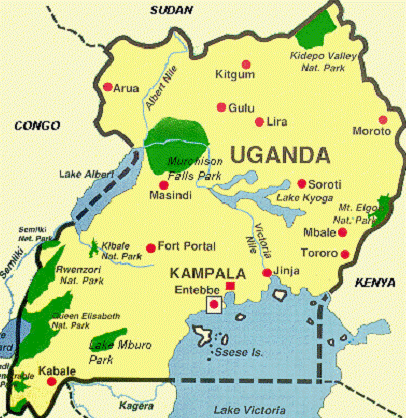 SUDAN
Kidepo Valley
Nat. Park
Kitgum
Arua
Albert Nile
Gulu
Lira
CONGO
Moroto
UGANDA
Lake Albert
Murchison
Falls Park
Masindi
Soroti
Lake Kyoga
Mt. Elgon
Nat. Park
Semliki
Nat. Park
Kibale
Nat. Park
Fort Portal
Victoria
Nile
Mbale
Tororo
Semliki
Rwenzori
Nat. Park
KAMPALA
Entebbe
Jinja
KENYA
Queen Elisabeth
Nat. Park
Lake Mburo
Park
Ssese Is.
Kabale
Kagera
Lake Victoria